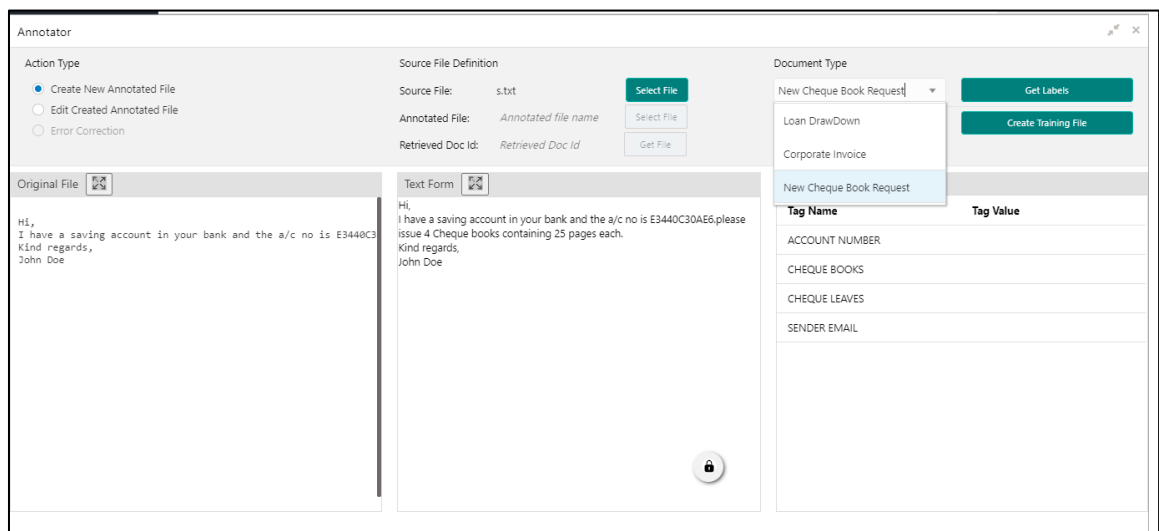 Annotator
Action Type
Create New Annotated File
Edit Created Annotated File
Error Correction
Source File Definition
Source File: s.txt Select File
Annotated File: Annotated file name Select File
Retrieved Doc Id: Retrieved Doc Id Get File
Document Type
New Cheque Book Request Get Labels
Create Training File
Loan DrawDown
Corporate Invoice
New Cheque Book Request
Original File
Hi,
I have a saving account in your bank and the a/c no is E3440C3
Kind regards,
John Doe
Text Form
Hi,
I have a saving account in your bank and the a/c no is E3440C30AE6.please
issue 4 Cheque books containing 25 pages each.
Kind regards,
John Doe
Tag Name Tag Value
ACCOUNT NUMBER
CHEQUE BOOKS
CHEQUE LEAVES
SENDER EMAIL